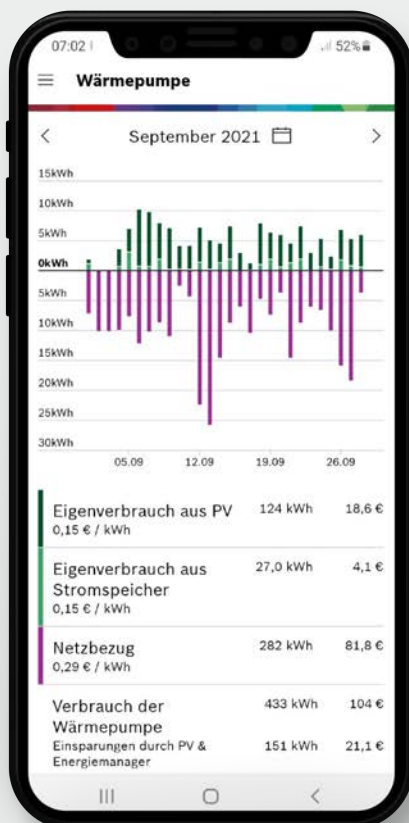 07:02
52%
Wärmepumpe
September 2021
15kWh
10kWh
5kWh
0kWh
5kWh
10kWh
15kWh
20kWh
25kWh
30kWh
05.09 12.09 19.09 26.09
Eigenverbrauch aus PV 124 kWh 18,6 €
0,15 € / kWh
Eigenverbrauch aus 27,0 kWh 4,1 €
Stromspeicher
0,15 € / kWh
Netzbezug 282 kWh 81,8 €
0,29 € / kWh
Verbrauch der 433 kWh 104 €
Wärmepumpe
Einsparungen durch PV & 151 kWh 21,1 €
Energiemanager